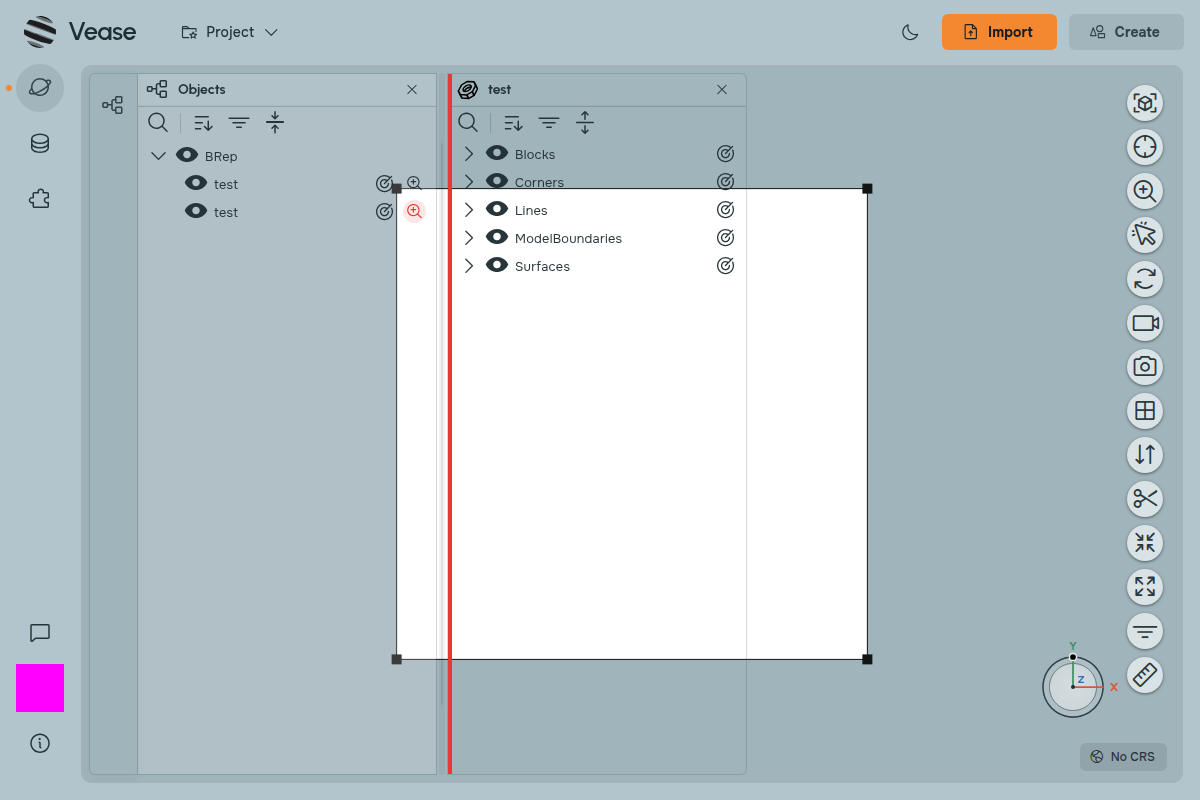 Vease
Project
Import
Create
Objects
test
BRep
test
test
Blocks
Corners
Lines
ModelBoundaries
Surfaces
Y
Z
X
No CRS